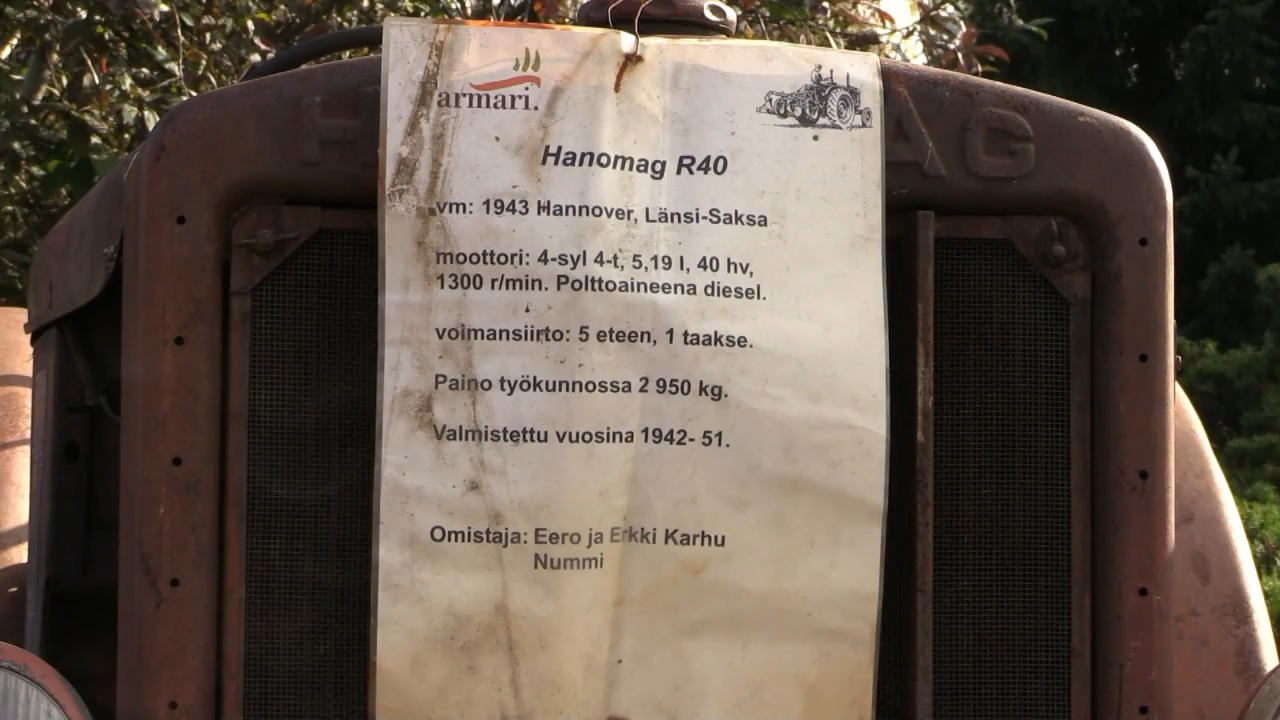 armari.
Hanomag R40
vm: 1943 Hannover, Länsi-Saksa
moottori: 4-syl 4-t, 5,19 l, 40 hv,
1300 r/min. Polttoaineena diesel.
voimansiirto: 5 eteen, 1 taakse.
Paino työkunnossa 2 950 kg.
Valmistettu vuosina 1942- 51.
Omistaja: Eero ja Erkki Karhu
Nummi
H AG